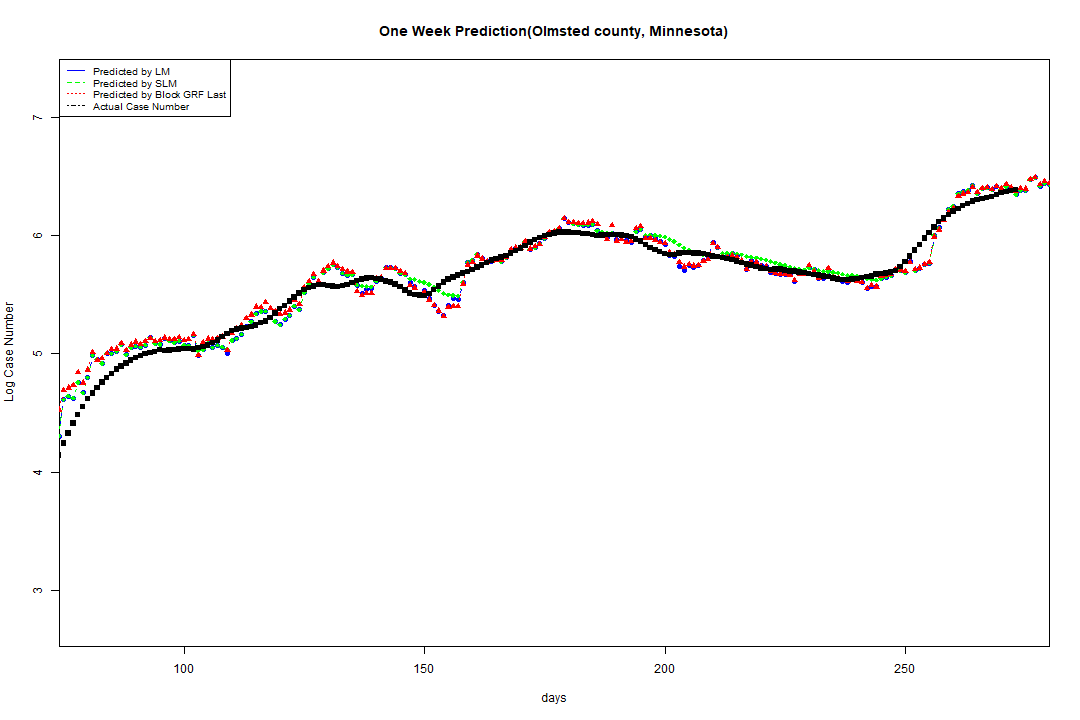 One Week Prediction(Olmsted county, Minnesota)
Predicted by LM
Predicted by SLM
Predicted by Block GRF Last
Actual Case Number
Log Case Number
7
6
5
4
3
100 150 200 250
days